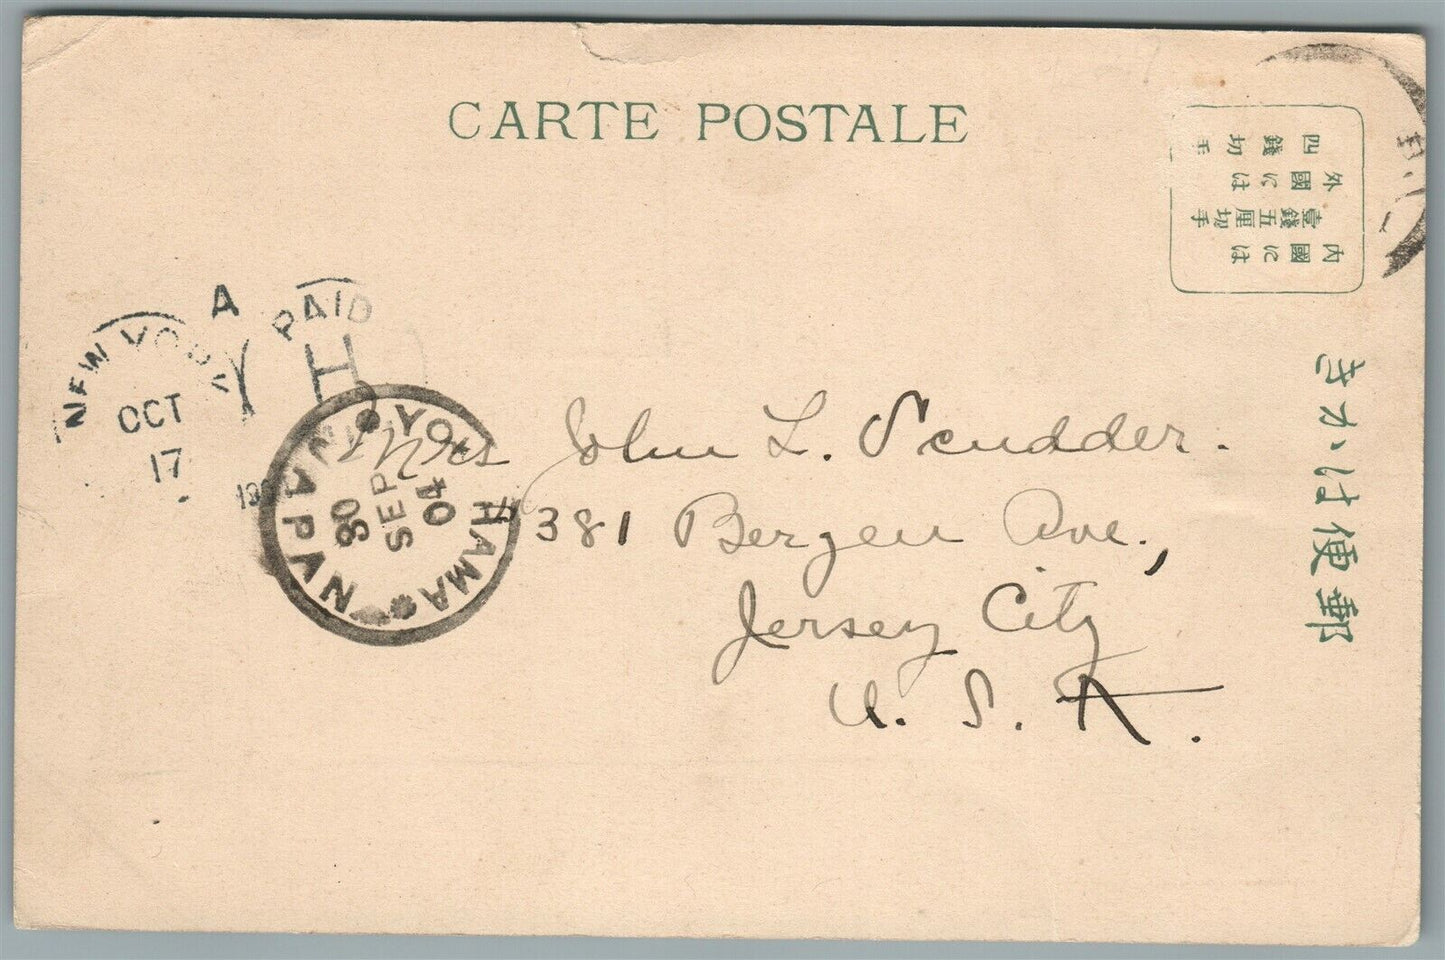 CARTE POSTALE
内國には
壹錢五厘切手
外國には
四錢切手
きかは便郵
A
NEW YORK
OCT
17
PAID
YOKOHAMA
30
SEP
04
JAPAN
Mrs John L. Scudder.
#381 Bergen Ave.,
Jersey City
U. S. A.